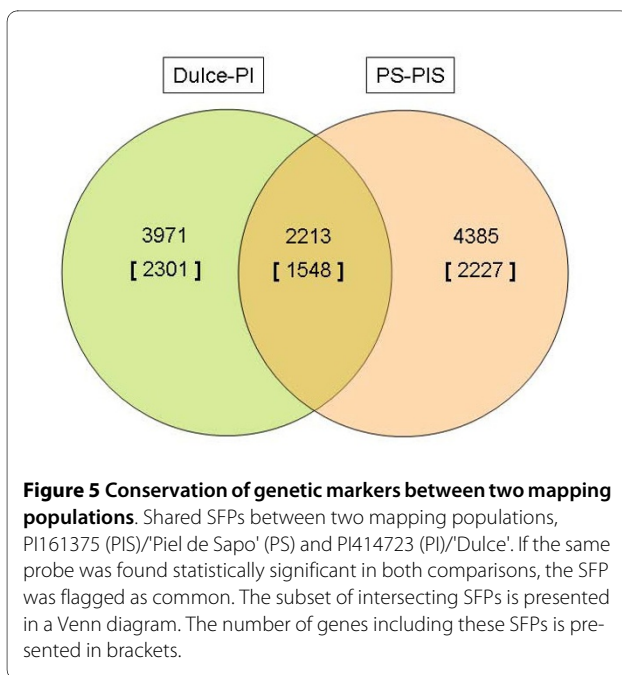 Dulce-PI PS-PIS
3971 2213 4385
[ 2301 ] [ 1548 ] [ 2227 ]
Figure 5 Conservation of genetic markers between two mapping
populations. Shared SFPs between two mapping populations,
PI161375 (PIS)/'Piel de Sapo' (PS) and PI414723 (PI)/'Dulce'. If the same
probe was found statistically significant in both comparisons, the SFP
was flagged as common. The subset of intersecting SFPs is presented
in a Venn diagram. The number of genes including these SFPs is pre-
sented in brackets.